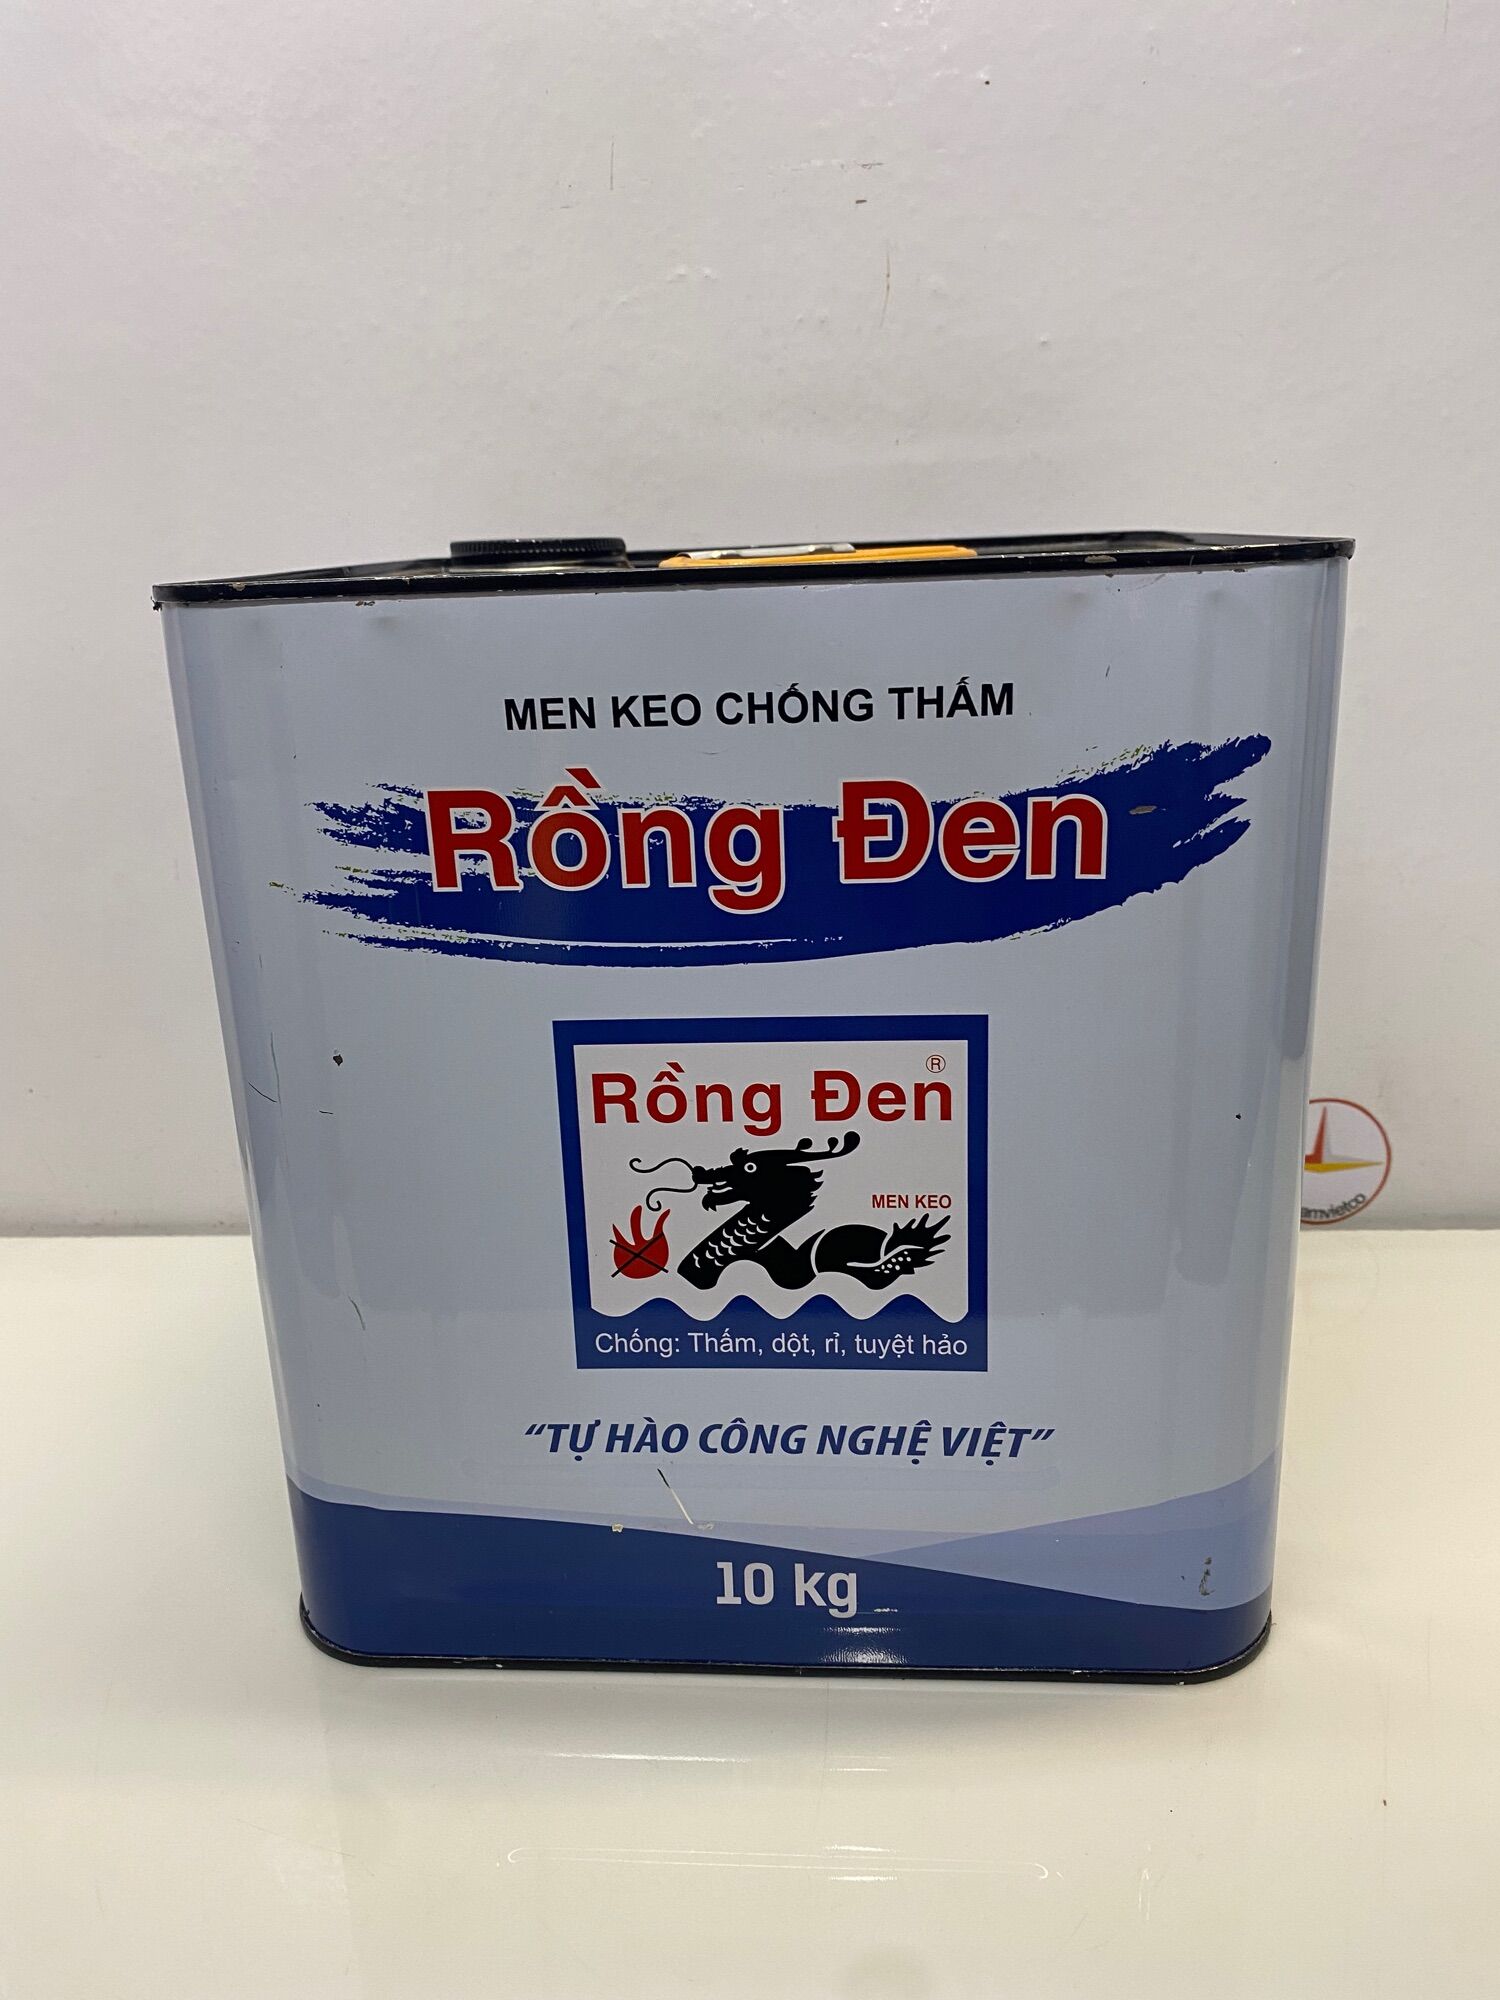 MEN KEO CHỐNG THẤM
Rồng Đen
Rồng Đen ®
MEN KEO
Chống: Thấm, dột, rỉ, tuyệt hảo
"TỰ HÀO CÔNG NGHỆ VIỆT"
10 kg